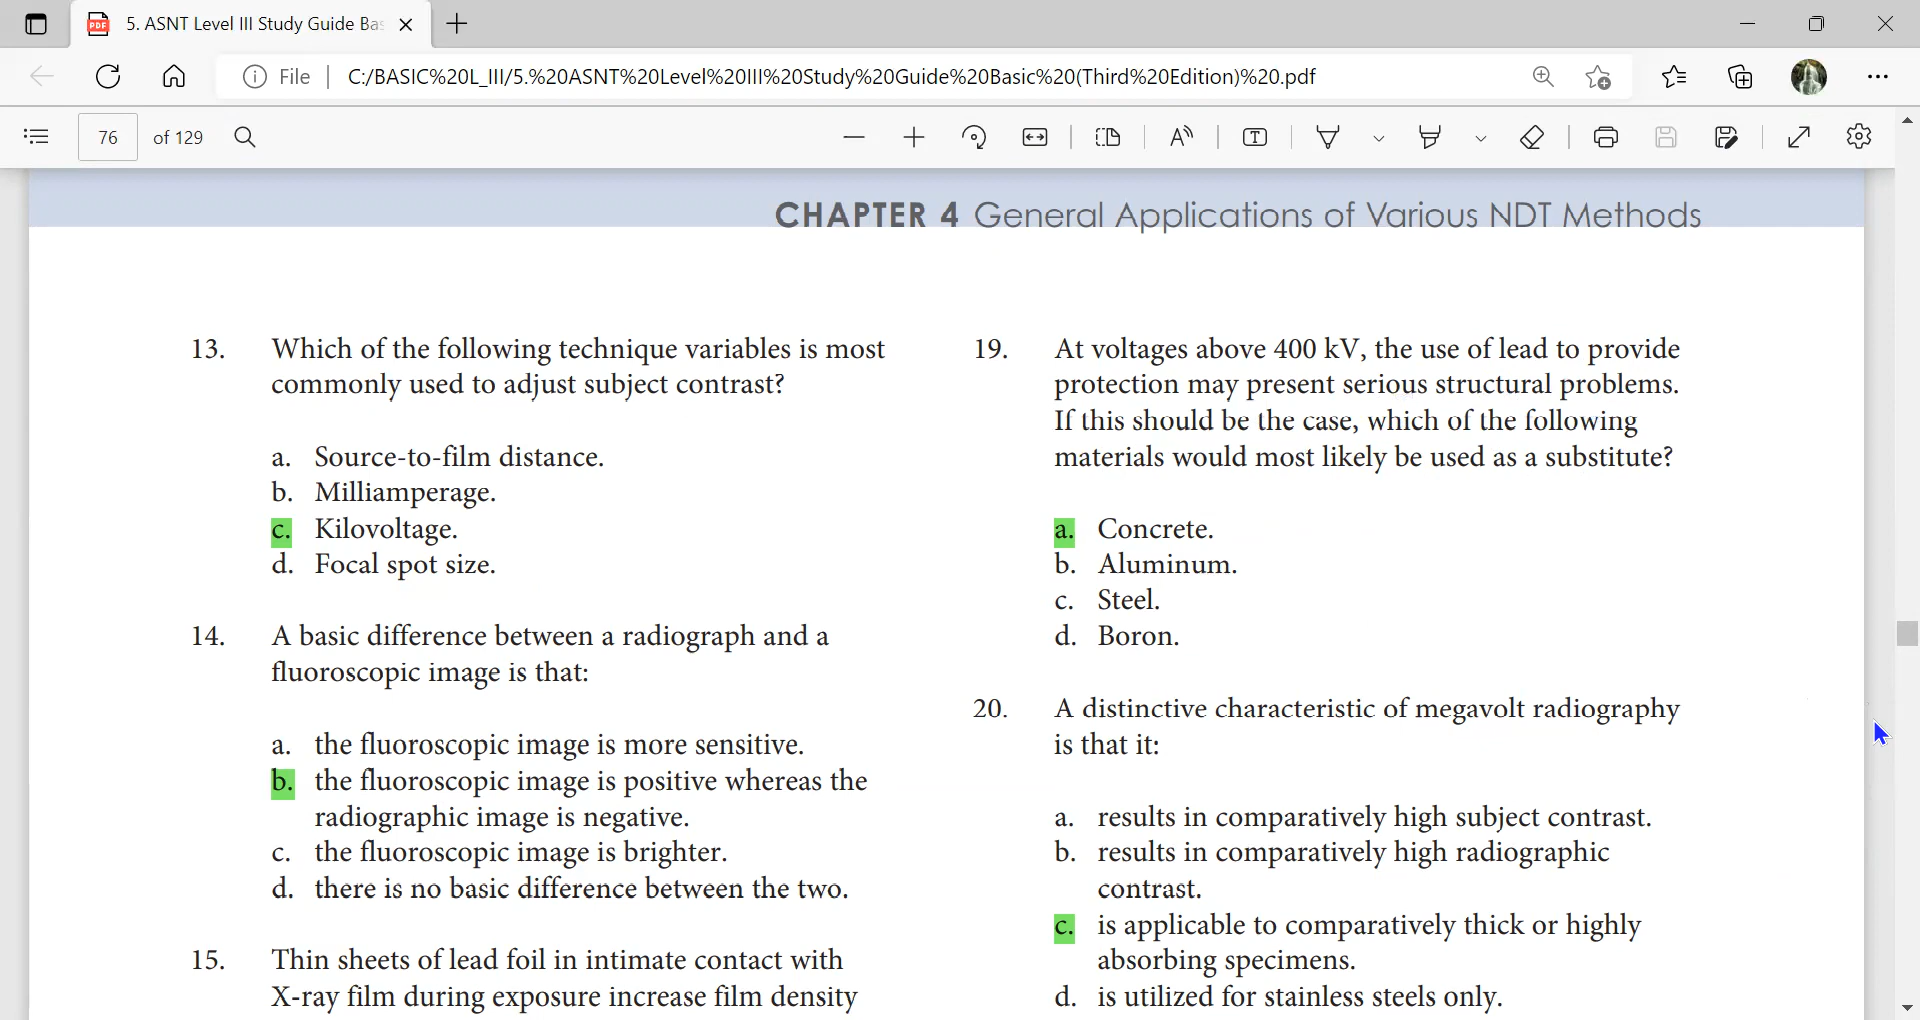 5. ASNT Level III Study Guide Bas
File
C:/BASIC%20L_III/5.%20ASNT%20Level%20III%20Study%20Guide%20Basic%20(Third%20Edition)%20.pdf
76 of 129
CHAPTER 4 General Applications of Various NDT Methods
13. Which of the following technique variables is most
commonly used to adjust subject contrast?
a. Source-to-film distance.
b. Milliamperage.
c. Kilovoltage.
d. Focal spot size.
14. A basic difference between a radiograph and a
fluoroscopic image is that:
a. the fluoroscopic image is more sensitive.
b. the fluoroscopic image is positive whereas the
radiographic image is negative.
c. the fluoroscopic image is brighter.
d. there is no basic difference between the two.
15. Thin sheets of lead foil in intimate contact with
X-ray film during exposure increase film density
19. At voltages above 400 kV, the use of lead to provide
protection may present serious structural problems.
If this should be the case, which of the following
materials would most likely be used as a substitute?
a. Concrete.
b. Aluminum.
c. Steel.
d. Boron.
20. A distinctive characteristic of megavolt radiography
is that it:
a. results in comparatively high subject contrast.
b. results in comparatively high radiographic
contrast.
c. is applicable to comparatively thick or highly
absorbing specimens.
d. is utilized for stainless steels only.